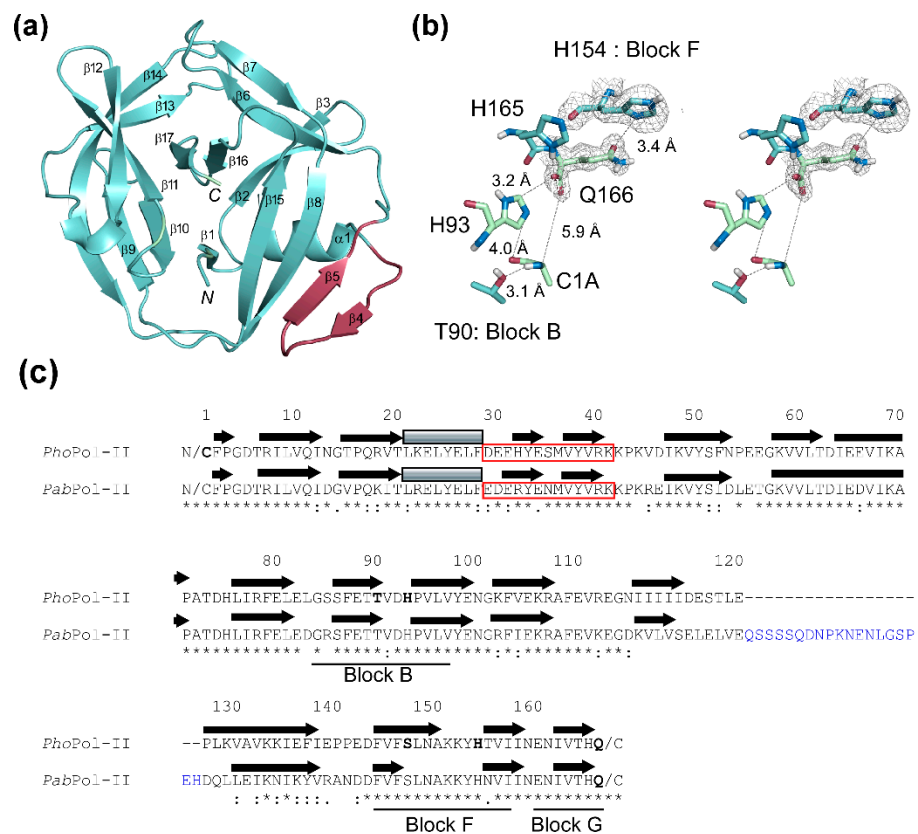 (a)
β12
β14
β7
β13
β6
β3
β17
β16
C
β11
β2
β15
β8
β10
β1
β9
α1
N
β5
β4
(b)
H154 : Block F
H165
3.4 Å
3.2 Å
Q166
H93
5.9 Å
4.0 Å
3.1 Å
C1A
T90: Block B
(c)
1 10 20 30 40 50 60 70
PhoPol-II N/CFPGDTRILVQINGTPQRVTLKELYELFDEFHYESMVYVRKKPKVDIKVYSFNPEEGKVVLTDIEFVIKA
PabPol-II N/CFPGDTRILVQIDGVPQKITLRELYELFEDERYENMVYVRKKPKREIKVYSIDLETGKVVLTDIEDVIKA
80 90 100 110 120
PhoPol-II PATDHLIRFELELGSSFETTVDHPVLVYENGKFVEKRAFEVREGNIIIIIDESTLE-----------------
PabPol-II PATDHLIRFELEDGRSFETTVDHPVLVYENGRFIEKRAFEVKEGDKVLVSELELVEQSSSSQDNPKNENLGSP
Block B
130 140 150 160
PhoPol-II --PLKVAVKKIEFIEPPEDFVFSLNAKKYHTVIINENIVTHQ/C
PabPol-II EHDQLLEIKNIKYVRANDDFVFSLNAKKYHNVIINENIVTHQ/C
Block F Block G